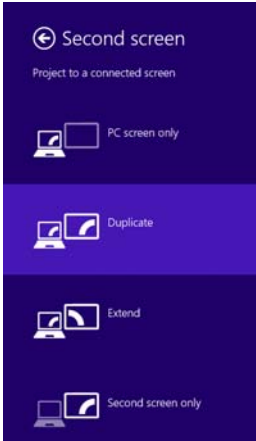 Second screen
Project to a connected screen
PC screen only
Duplicate
Extend
Second screen only